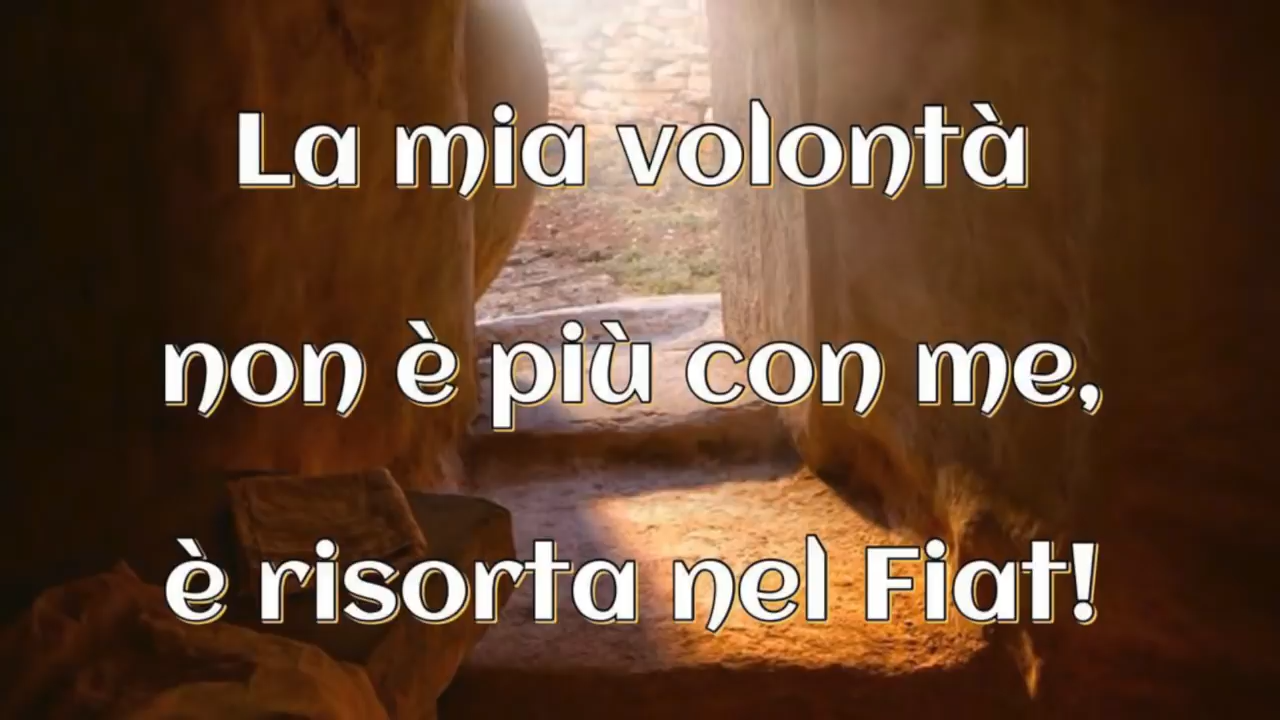 La mia volontà
non è più con me,
è risorta nel Fiat!